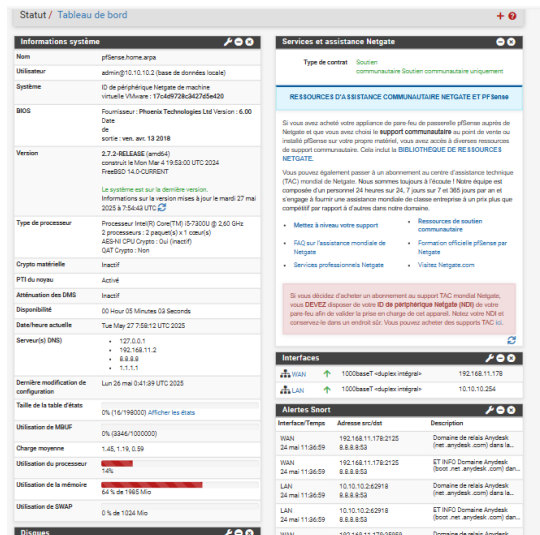 Statut / Tableau de bord
Informations système
Nom
pfSense.home.arpa
Utilisateur
admin@10.10.10.2 (base de données locale)
Système
ID de périphérique Netgate de machine
virtuelle VMware : 17c4d9728c3427d5e420
BIOS
Fournisseur : Phoenix Technologies Ltd Version : 6.00
Date
de
sortie : ven. avr. 13 2018
Version
2.7.2-RELEASE (amd64)
construit le Mon Mar 4 19:53:00 UTC 2024
FreeBSD 14.0-CURRENT
Le système est sur la dernière version.
Informations sur la version mises à jour le mardi 27 mai
2025 à 7:54:49 UTC
Type de processeur
Processeur Intel(R) Core(TM) i5-7300U @ 2,60 GHz
2 processeurs : 2 paquet(s) x 1 cœur(s)
AES-NI CPU Crypto : Oui (inactif)
QAT Crypto : Non
Crypto matérielle
Inactif
PTI du noyau
Activé
Atténuation des DMS
Inactif
Disponibilité
00 Hour 05 Minutes 03 Seconds
Date/heure actuelle
Tue May 27 7:58:12 UTC 2025
Serveur(s) DNS)
127.0.0.1
192.168.11.2
8.8.8.8
1.1.1.1
Dernière modification de
configuration
Lun 26 mai 0:41:39 UTC 2025
Taille de la table d'états
0% (16/198000) Afficher les états
Utilisation de MBUF
0% (3346/1000000)
Charge moyenne
1.45, 1.19, 0.59
Utilisation du processeur
14%
Utilisation de la mémoire
64 % de 1985 Mio
Utilisation de SWAP
0 % de 1024 Mio
Disques
Services et assistance Netgate
Type de contrat
Soutien
communautaire Soutien communautaire uniquement
RESSOURCES D'ASSISTANCE COMMUNAUTAIRE NETGATE ET PFSense
Si vous avez acheté votre appliance de pare-feu de passerelle pfSense auprès de
Netgate et que vous avez choisi le support communautaire au point de vente ou
installé pfSense sur votre propre matériel, vous avez accès à diverses ressources
de support communautaire. Cela inclut la BIBLIOTHÈQUE DE RESSOURCES
NETGATE.
Vous pouvez également passer à un abonnement au centre d'assistance technique
(TAC) mondial de Netgate. Nous sommes toujours à l'écoute ! Notre équipe est
composée d'un personnel 24 heures sur 24, 7 jours sur 7 et 365 jours par an et
s'engage à fournir une assistance mondiale de classe entreprise à un prix plus que
compétitif par rapport à d'autres dans notre domaine.
Mettez à niveau votre support
Ressources de soutien
communautaire
FAQ sur l'assistance mondiale de
Netgate
Formation officielle pfSense par
Netgate
Services professionnels Netgate
Visitez Netgate.com
Si vous décidez d'acheter un abonnement au support TAC mondial Netgate,
vous DEVEZ disposer de votre ID de périphérique Netgate (NDI) de votre
pare-feu afin de valider la prise en charge de cet appareil. Notez votre NDI et
conservez-le dans un endroit sûr. Vous pouvez acheter des supports TAC ici.
Interfaces
WAN
1000baseT <duplex intégral>
192.168.11.178
LAN
1000baseT <duplex intégral>
10.10.10.254
Alertes Snort
Interface/Temps
Adresse src/dst
Description
WAN
24 mai 11:36:59
192.168.11.178:2125
8.8.8.8:53
Domaine de relais Anydesk
(net .anydesk .com) dans la...
WAN
24 mai 11:36:59
192.168.11.178:2125
8.8.8.8:53
ET INFO Domaine Anydesk
(boot .net .anydesk .com) dan...
LAN
24 mai 11:36:59
10.10.10.2:62918
8.8.8.8:53
Domaine de relais Anydesk
(net .anydesk .com) dans la...
LAN
24 mai 11:36:59
10.10.10.2:62918
8.8.8.8:53
ET INFO Domaine Anydesk
(boot .net .anydesk .com) dan...
WAN
Domaine de relais Anydesk